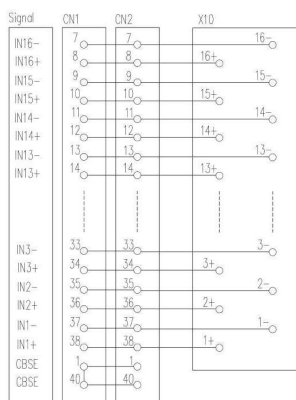 Signal CN1 CN2 X10
IN16- 7 7 16-
IN16+ 8 8 16+
IN15- 9 9 15-
IN15+ 10 10 15+
IN14- 11 11 14-
IN14+ 12 12 14+
IN13- 13 13 13-
IN13+ 14 14 13+
IN3- 33 33 3-
IN3+ 34 34 3+
IN2- 35 35 2-
IN2+ 36 36 2+
IN1- 37 37 1-
IN1+ 38 38 1+
CBSE 1 1
CBSE 40 40